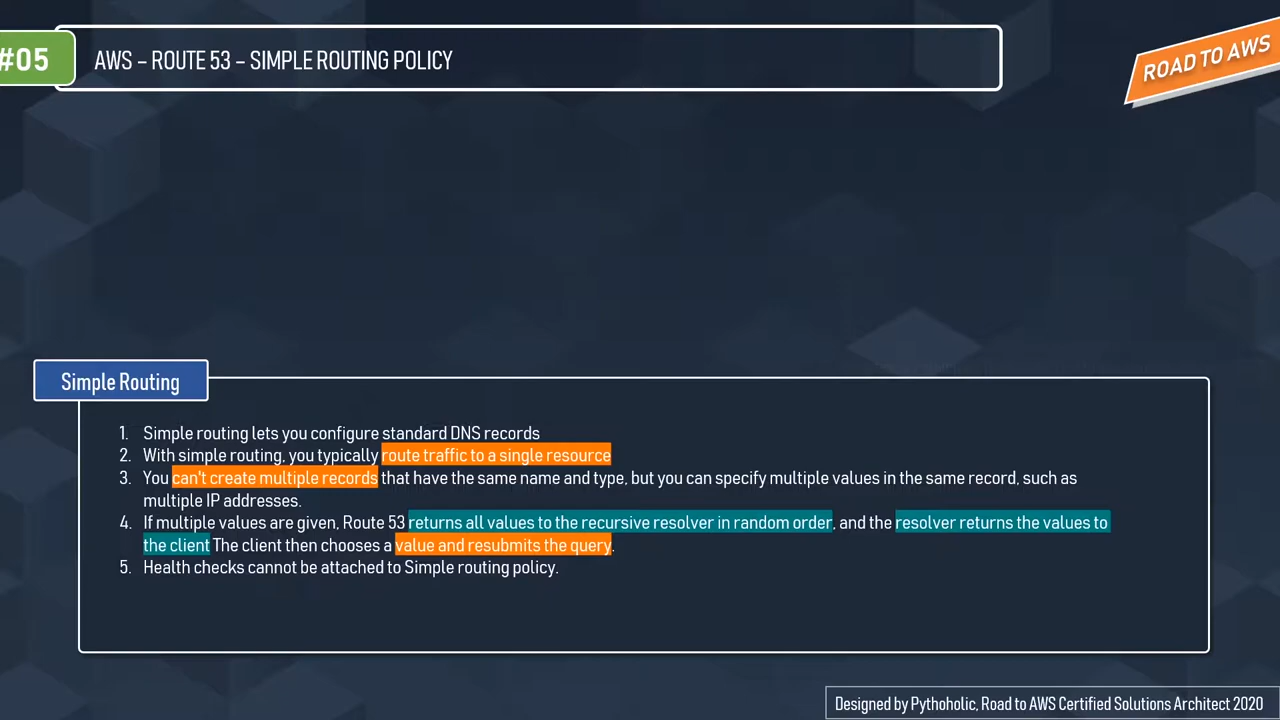 #05
AWS – ROUTE 53 – SIMPLE ROUTING POLICY
ROAD TO AWS
Simple Routing
1. Simple routing lets you configure standard DNS records
2. With simple routing, you typically route traffic to a single resource
3. You can't create multiple records that have the same name and type, but you can specify multiple values in the same record, such as
multiple IP addresses.
4. If multiple values are given, Route 53 returns all values to the recursive resolver in random order, and the resolver returns the values to
the client The client then chooses a value and resubmits the query.
5. Health checks cannot be attached to Simple routing policy.
Designed by Pythoholic, Road to AWS Certified Solutions Architect 2020